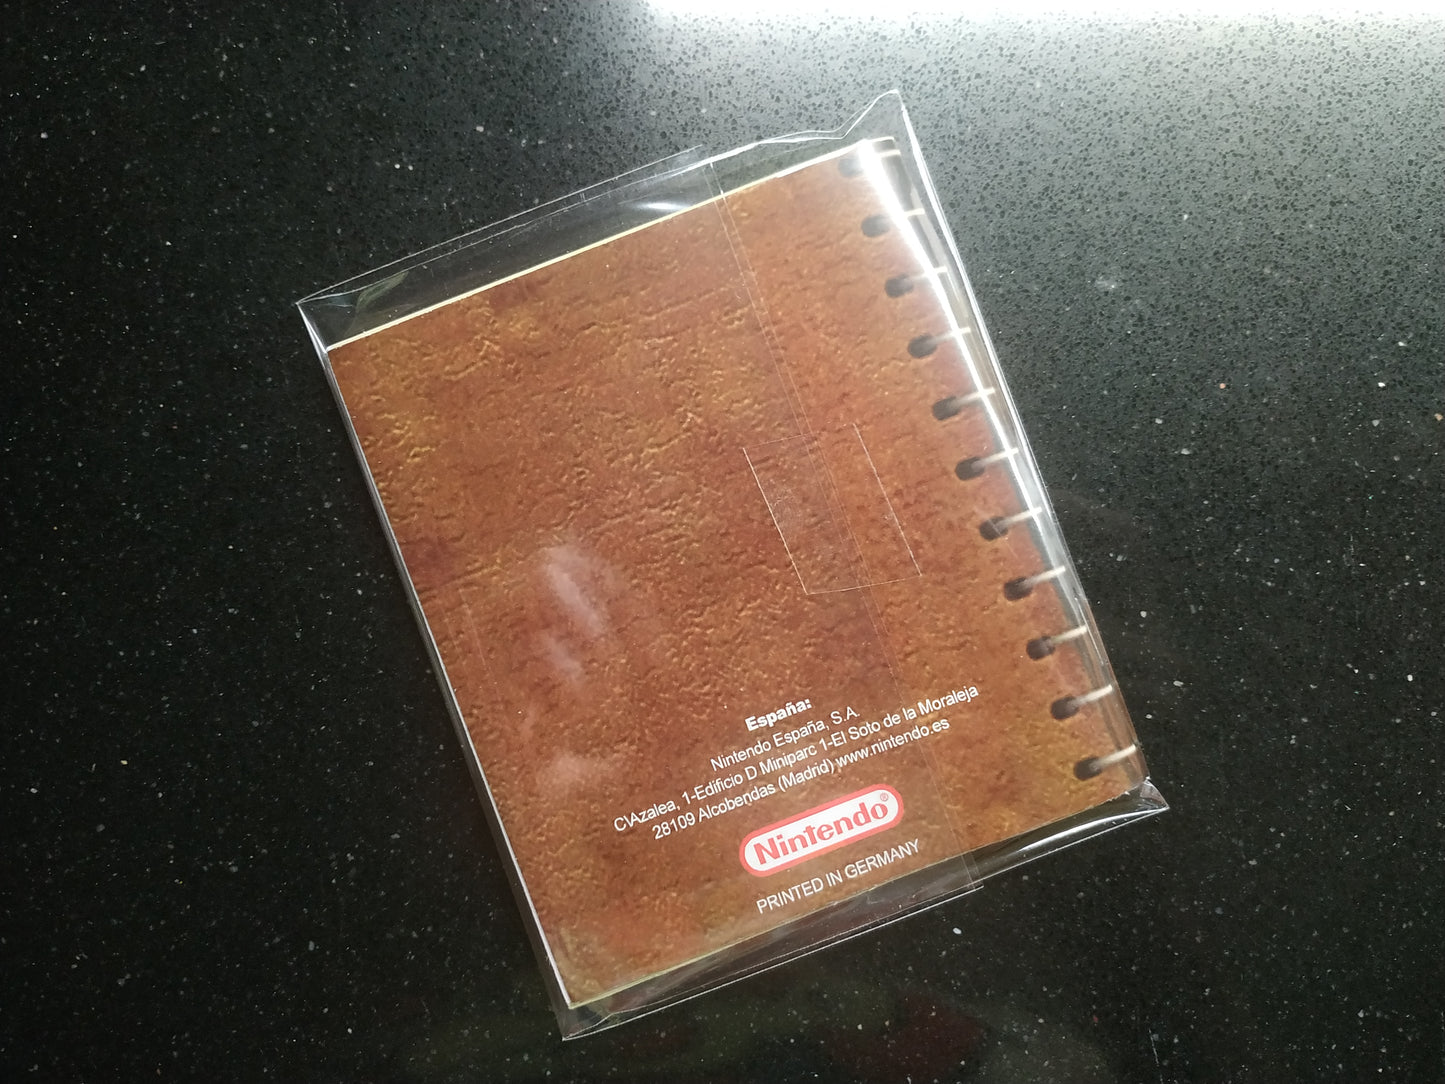 España:
Nintendo España, S.A.
C\Azalea, 1-Edificio D Miniparc 1-El Soto de la Moraleja
28109 Alcobendas (Madrid) www.nintendo.es
Nintendo®
PRINTED IN GERMANY